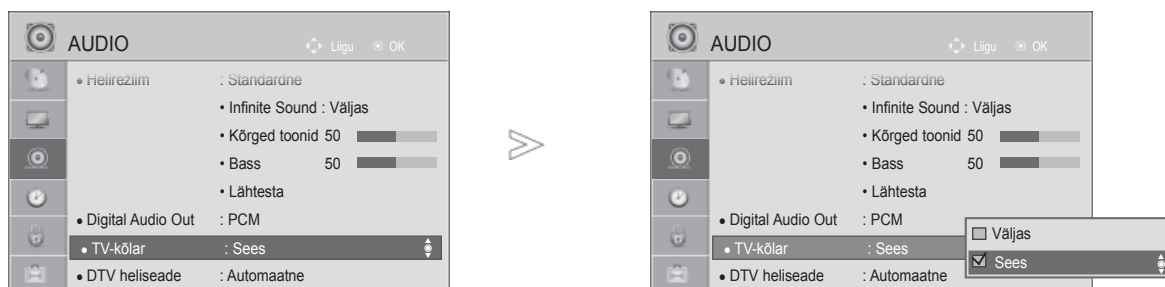 AUDIO
Liigu OK
• Helirežiim : Standardne
• Infinite Sound : Väljas
• Kõrged toonid 50
• Bass 50
• Lähtesta
• Digital Audio Out : PCM
• TV-kõlar : Sees
• DTV heliseade : Automaatne
AUDIO
Liigu OK
• Helirežiim : Standardne
• Infinite Sound : Väljas
• Kõrged toonid 50
• Bass 50
• Lähtesta
• Digital Audio Out : PCM
• TV-kõlar : Sees
• DTV heliseade : Automaatne
Väljas
Sees